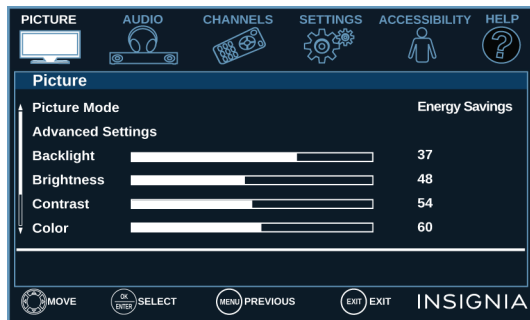 PICTURE AUDIO CHANNELS SETTINGS ACCESSIBILITY HELP
?
Picture
Picture Mode Energy Savings
Advanced Settings
Backlight 37
Brightness 48
Contrast 54
Color 60
MOVE OK ENTER SELECT MENU PREVIOUS EXIT EXIT INSIGNIA